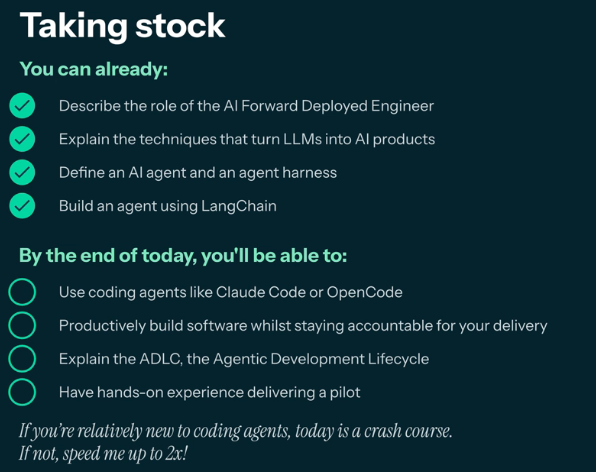 Taking stock
You can already:
Describe the role of the AI Forward Deployed Engineer
Explain the techniques that turn LLMs into AI products
Define an AI agent and an agent harness
Build an agent using LangChain
By the end of today, you'll be able to:
Use coding agents like Claude Code or OpenCode
Productively build software whilst staying accountable for your delivery
Explain the ADLC, the Agentic Development Lifecycle
Have hands-on experience delivering a pilot
If you're relatively new to coding agents, today is a crash course.
If not, speed me up to 2x!